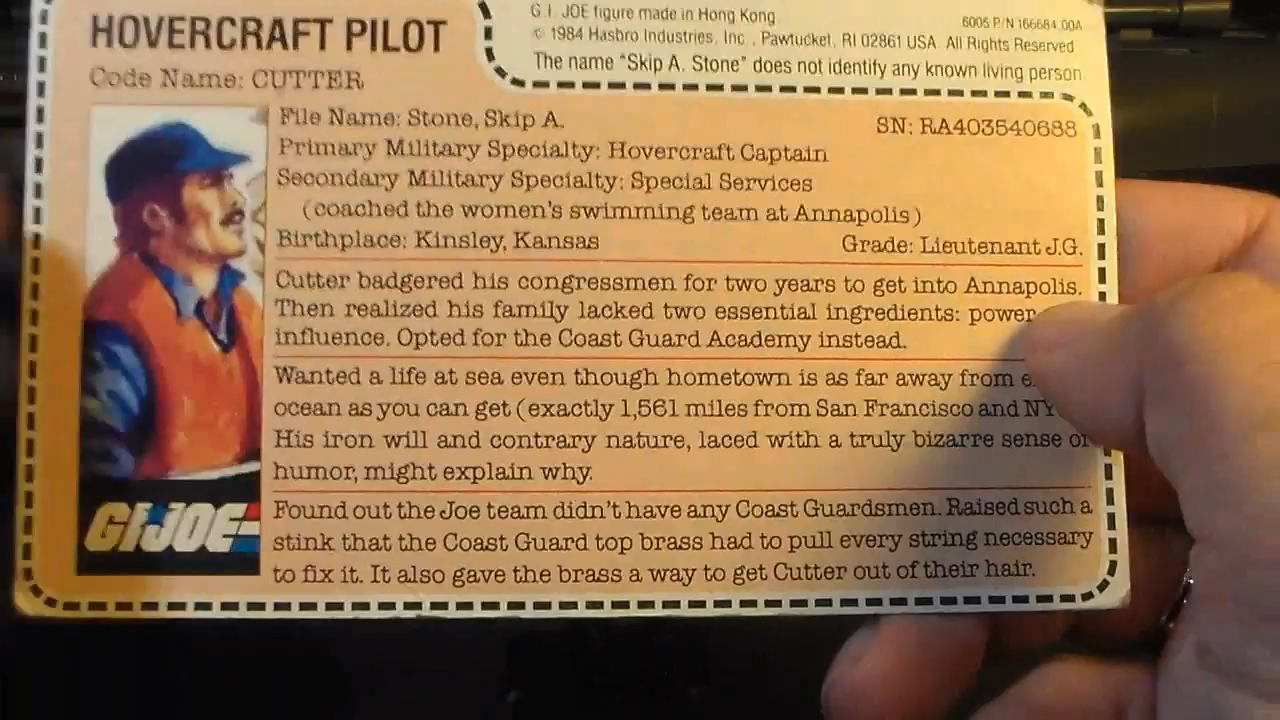 HOVERCRAFT PILOT
Code Name: CUTTER
G.I. JOE figure made in Hong Kong
6005 P/N 166684.00A
© 1984 Hasbro Industries, Inc., Pawtucket, RI 02861 USA. All Rights Reserved
The name "Skip A. Stone" does not identify any known living person
File Name: Stone, Skip A.
SN: RA403540688
Primary Military Specialty: Hovercraft Captain
Secondary Military Specialty: Special Services
(coached the women's swimming team at Annapolis)
Birthplace: Kinsley, Kansas
Grade: Lieutenant J.G.
Cutter badgered his congressmen for two years to get into Annapolis.
Then realized his family lacked two essential ingredients: power
influence. Opted for the Coast Guard Academy instead.
Wanted a life at sea even though hometown is as far away from
ocean as you can get (exactly 1,561 miles from San Francisco and NY
His iron will and contrary nature, laced with a truly bizarre sense of
humor, might explain why.
Found out the Joe team didn't have any Coast Guardsmen. Raised such a
stink that the Coast Guard top brass had to pull every string necessary
to fix it. It also gave the brass a way to get Cutter out of their hair.
GI JOE